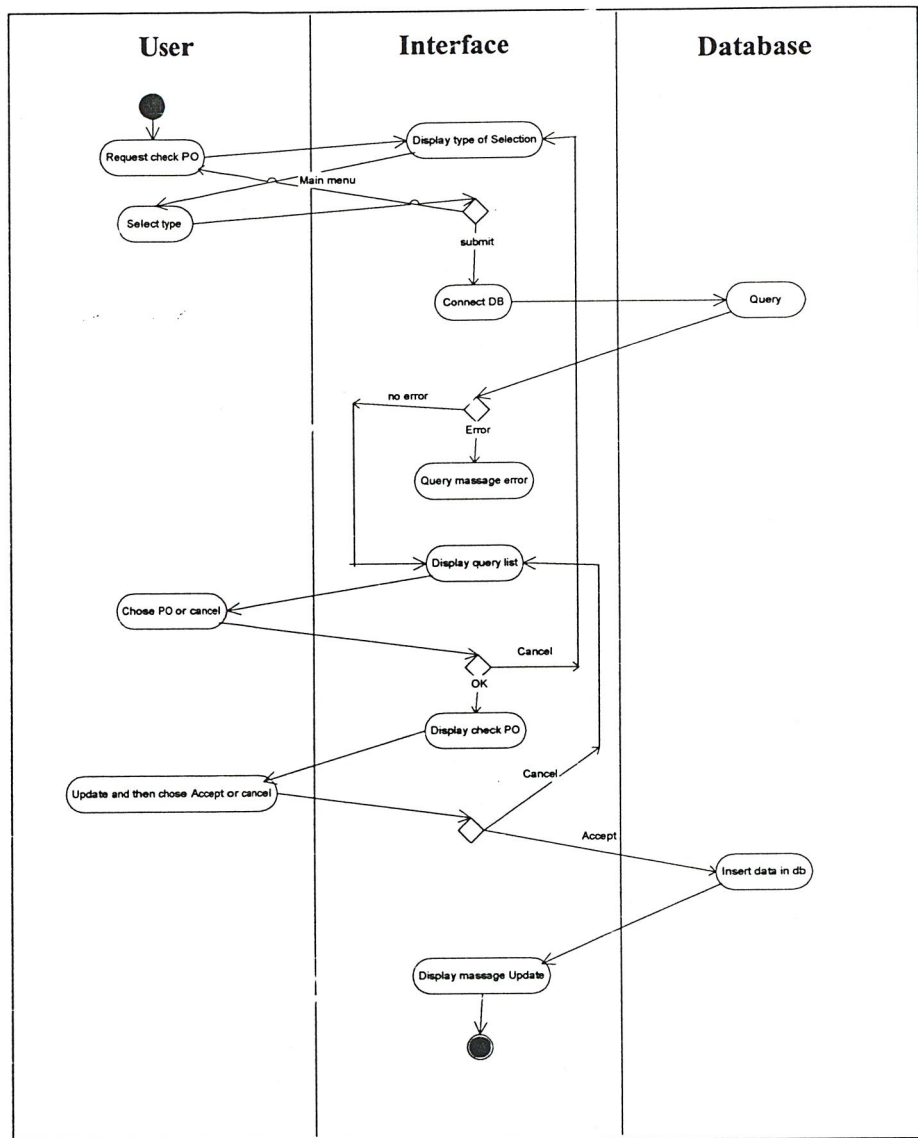 User
Interface
Database
Request check PO
Display type of Selection
Main menu
Select type
submit
Connect DB
Query
no error
Error
Query massage error
Display query list
Chose PO or cancel
Cancel
OK
Display check PO
Cancel
Update and then chose Accept or cancel
Accept
Insert data in db
Display massage Update